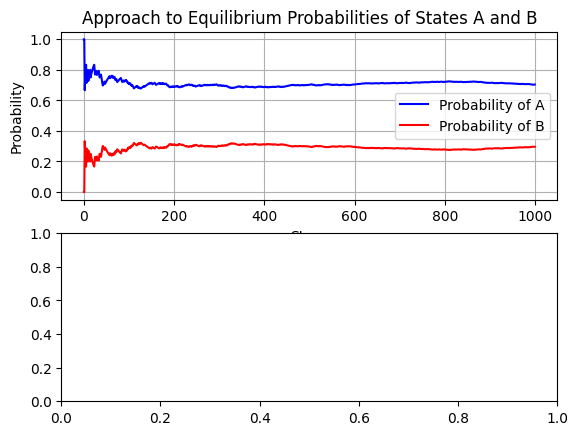 Approach to Equilibrium Probabilities of States A and B
1.0
0.8
0.6
0.4
0.2
0.0
Probability
Probability of A
Probability of B
0 200 400 600 800 1000
1.0
0.8
0.6
0.4
0.2
0.0
0.0 0.2 0.4 0.6 0.8 1.0